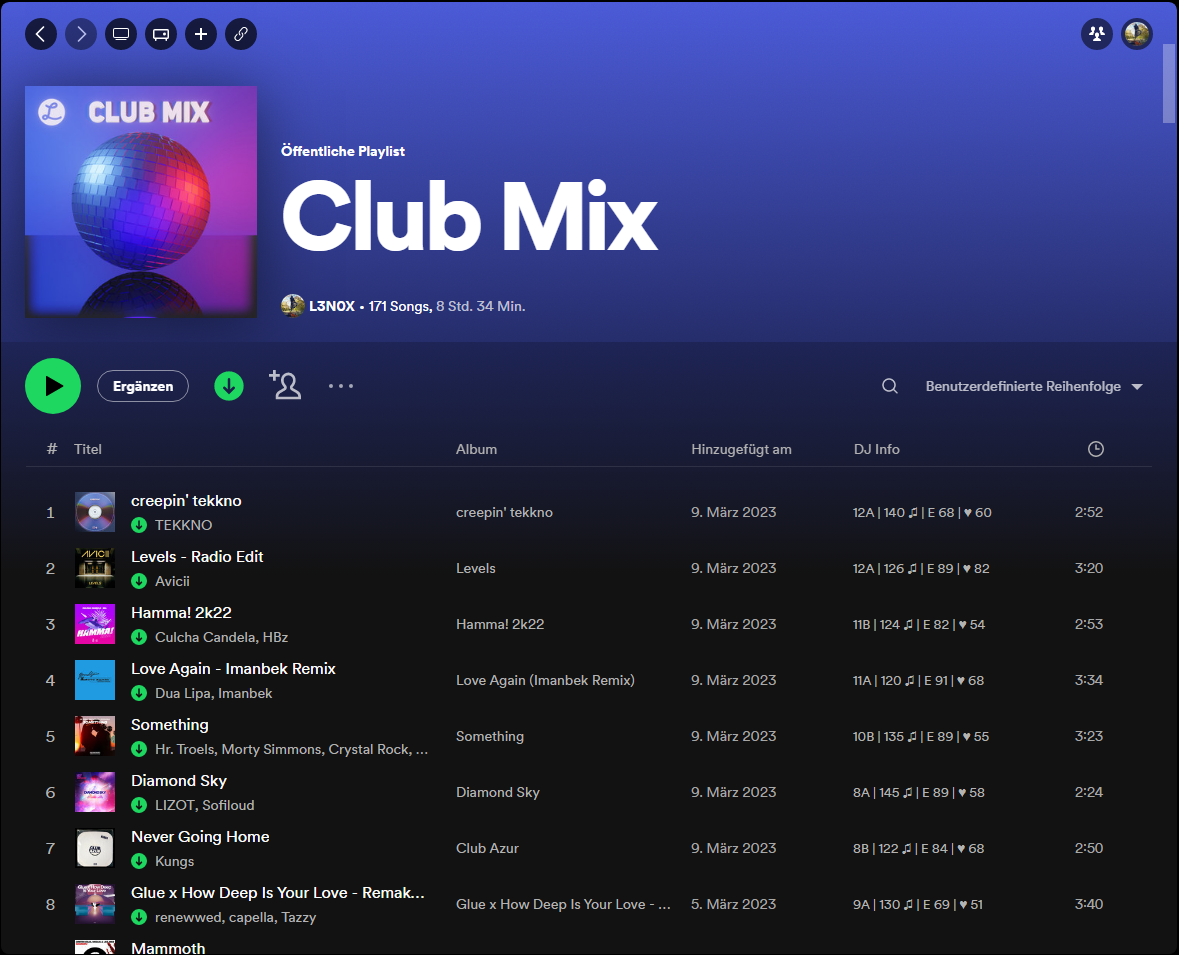 CLUB MIX
Öffentliche Playlist
Club Mix
L3N0X • 171 Songs, 8 Std. 34 Min.
Ergänzen
Benutzerdefinierte Reihenfolge
# Titel Album Hinzugefügt am DJ Info
1 creepin' tekkno TEKKNO creepin' tekkno 9. März 2023 12A | 140 ♫ | E 68 | ♥ 60 2:52
2 Levels - Radio Edit Avicii Levels 9. März 2023 12A | 126 ♫ | E 89 | ♥ 82 3:20
3 Hamma! 2k22 Culcha Candela, HBz Hamma! 2k22 9. März 2023 11B | 124 ♫ | E 82 | ♥ 54 2:53
4 Love Again - Imanbek Remix Dua Lipa, Imanbek Love Again (Imanbek Remix) 9. März 2023 11A | 120 ♫ | E 91 | ♥ 68 3:34
5 Something Hr. Troels, Morty Simmons, Crystal Rock, ... Something 9. März 2023 10B | 135 ♫ | E 89 | ♥ 55 3:23
6 Diamond Sky LIZOT, Sofiloud Diamond Sky 9. März 2023 8A | 145 ♫ | E 89 | ♥ 58 2:24
7 Never Going Home Kungs Club Azur 9. März 2023 8B | 122 ♫ | E 84 | ♥ 68 2:50
8 Glue x How Deep Is Your Love - Remak... renewwed, capella, Tazzy Glue x How Deep Is Your Love - ... 5. März 2023 9A | 130 ♫ | E 69 | ♥ 51 3:40
Mammoth